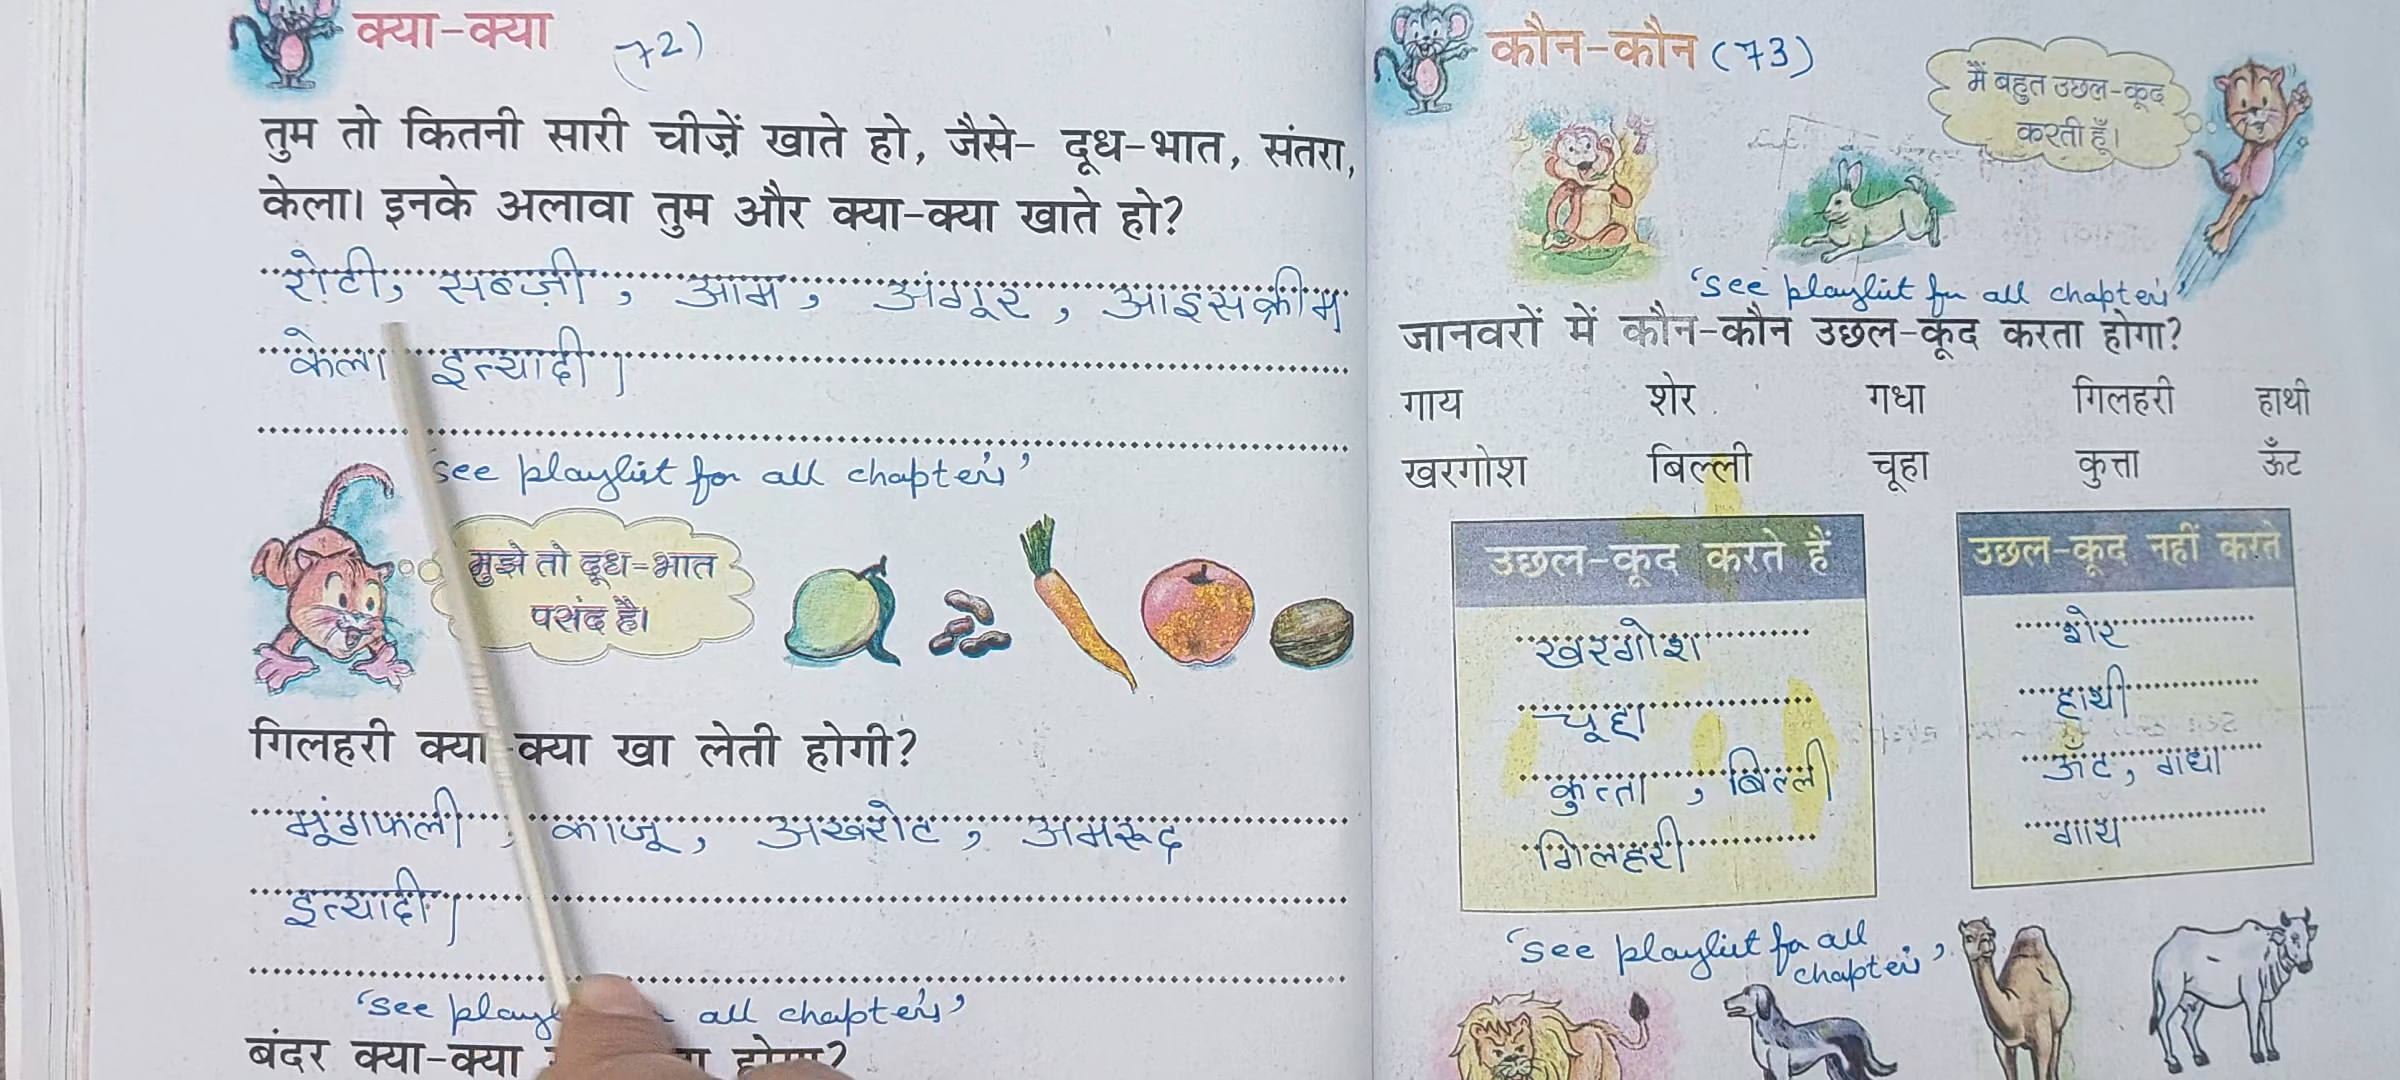 क्या-क्या (72)
तुम तो कितनी सारी चीज़ें खाते हो, जैसे- दूध-भात, संतरा,
केला। इनके अलावा तुम और क्या-क्या खाते हो?
रोटी, सब्ज़ी, आम, अंगूर, आइसक्रीम
केला इत्यादी।
see playlist for all chapters'
मुझे तो दूध-भात
पसंद है।
गिलहरी क्या-क्या खा लेती होगी?
मूंगफली, काजू, अखरोट, अमरूद
इत्यादी।
'see all chapters'
बंदर क्या-क्या
कौन-कौन (73)
मैं बहुत उछल-कूद
करती हूँ।
'see playlist for all chapters'
जानवरों में कौन-कौन उछल-कूद करता होगा?
गाय शेर गधा गिलहरी हाथी
खरगोश बिल्ली चूहा कुत्ता ऊँट
उछल-कूद करते हैं
खरगोश
चूहा
कुत्ता, बिल्ली
गिलहरी
उछल-कूद नहीं करते
शेर
हाथी
ऊँट, गधा
गाय
'see playlist for all
chapters'